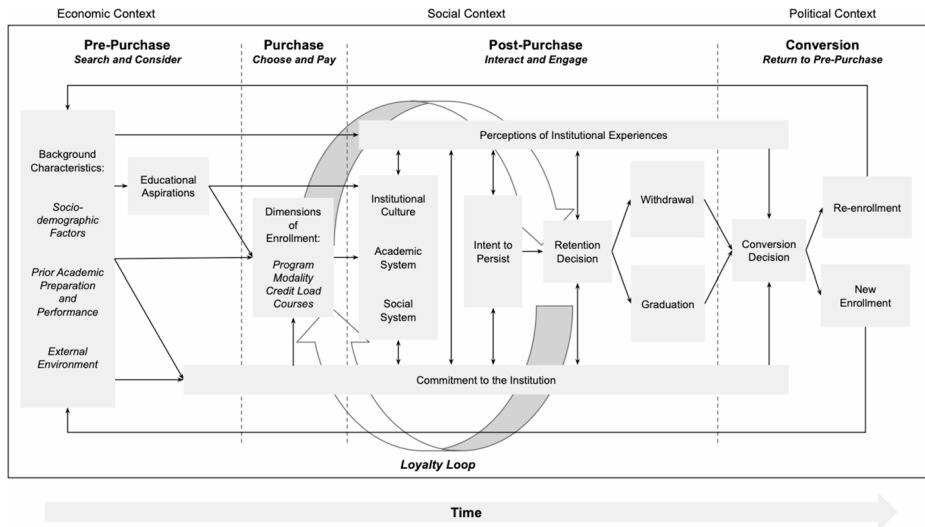 Economic Context
Social Context
Political Context
Pre-Purchase
Search and Consider
Purchase
Choose and Pay
Post-Purchase
Interact and Engage
Conversion
Return to Pre-Purchase
Perceptions of Institutional Experiences
Background
Characteristics:
Socio-
demographic
Factors
Prior Academic
Preparation
and
Performance
External
Environment
Educational
Aspirations
Dimensions
of
Enrollment:
Program
Modality
Credit Load
Courses
Institutional
Culture
Academic
System
Social
System
Intent to
Persist
Retention
Decision
Withdrawal
Graduation
Conversion
Decision
Re-enrollment
New
Enrollment
Commitment to the Institution
Loyalty Loop
Time